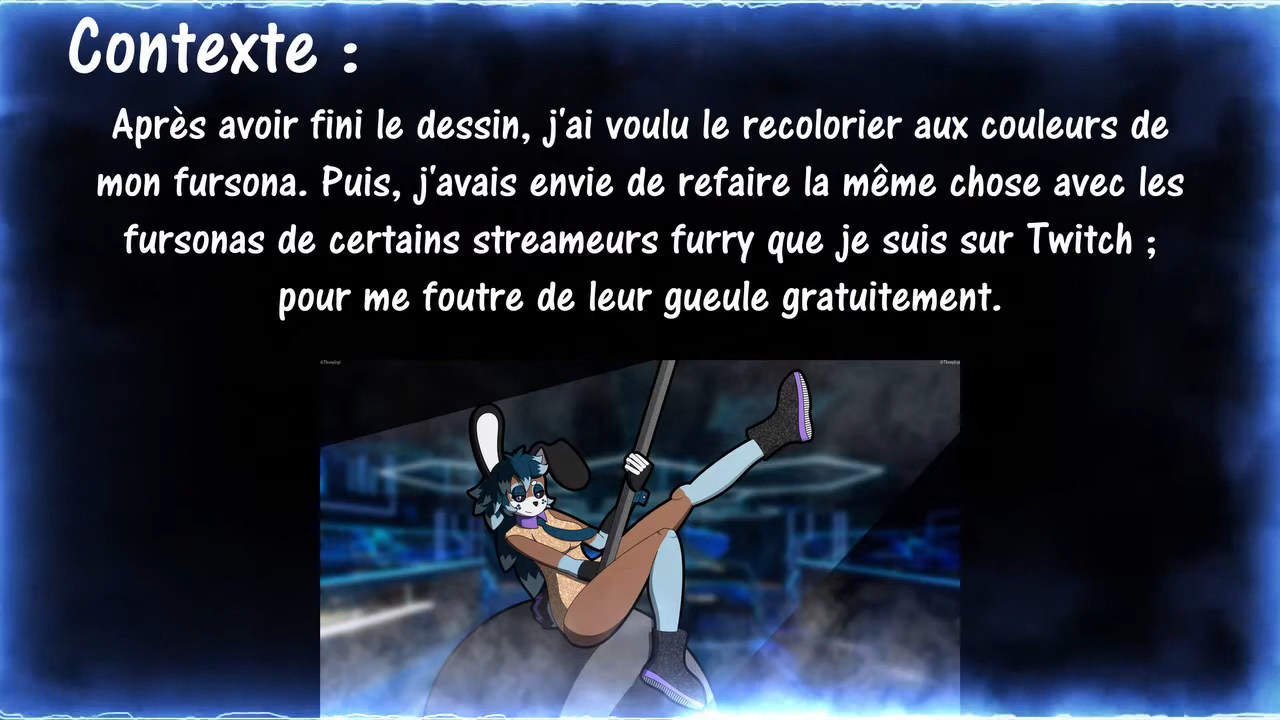 Contexte :
Après avoir fini le dessin, j'ai voulu le recolorier aux couleurs de
mon fursona. Puis, j'avais envie de refaire la même chose avec les
fursonas de certains streameurs furry que je suis sur Twitch ;
pour me foutre de leur gueule gratuitement.